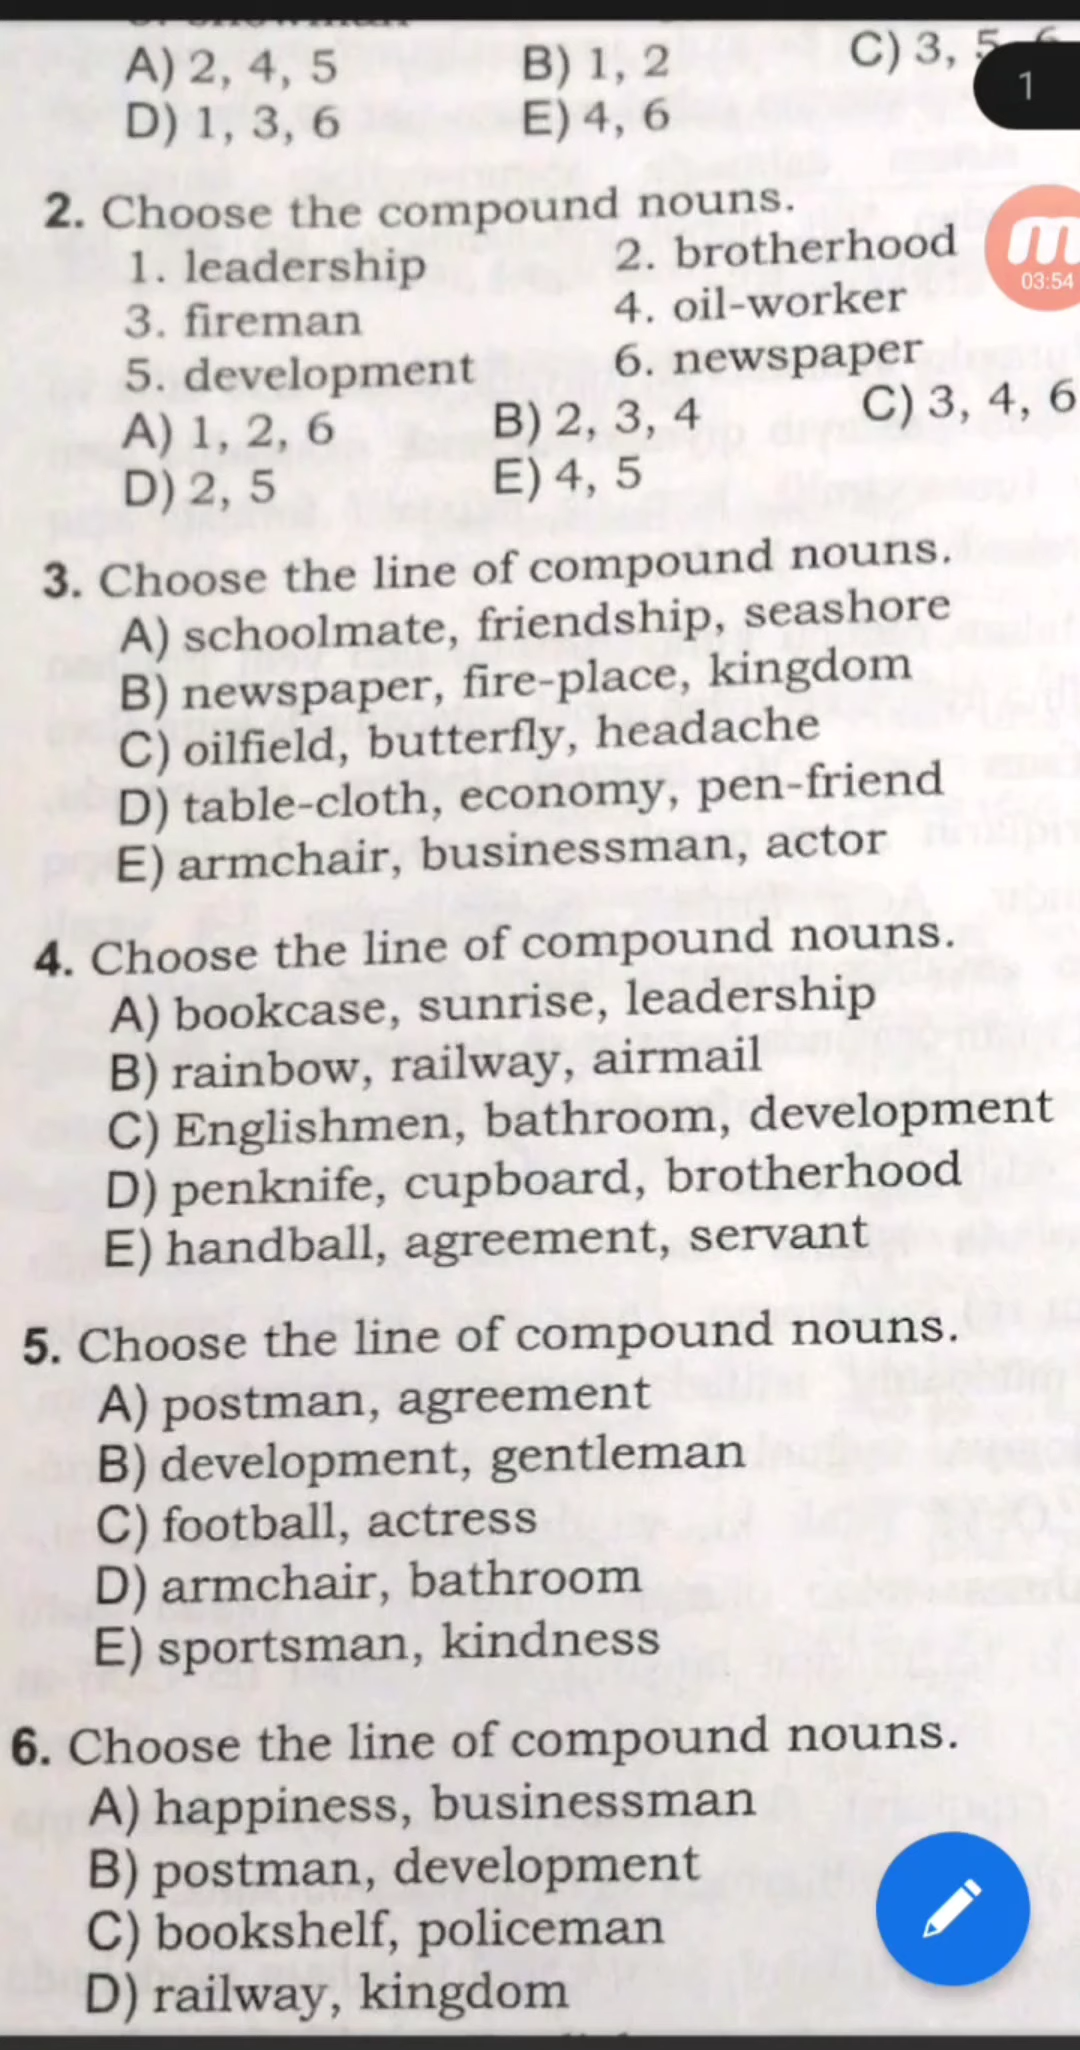 A) 2, 4, 5 B) 1, 2 C) 3, 5, 6
D) 1, 3, 6 E) 4, 6
1
2. Choose the compound nouns.
1. leadership 2. brotherhood
3. fireman 4. oil-worker
5. development 6. newspaper
A) 1, 2, 6 B) 2, 3, 4 C) 3, 4, 6
D) 2, 5 E) 4, 5
03:54
3. Choose the line of compound nouns.
A) schoolmate, friendship, seashore
B) newspaper, fire-place, kingdom
C) oilfield, butterfly, headache
D) table-cloth, economy, pen-friend
E) armchair, businessman, actor
4. Choose the line of compound nouns.
A) bookcase, sunrise, leadership
B) rainbow, railway, airmail
C) Englishmen, bathroom, development
D) penknife, cupboard, brotherhood
E) handball, agreement, servant
5. Choose the line of compound nouns.
A) postman, agreement
B) development, gentleman
C) football, actress
D) armchair, bathroom
E) sportsman, kindness
6. Choose the line of compound nouns.
A) happiness, businessman
B) postman, development
C) bookshelf, policeman
D) railway, kingdom